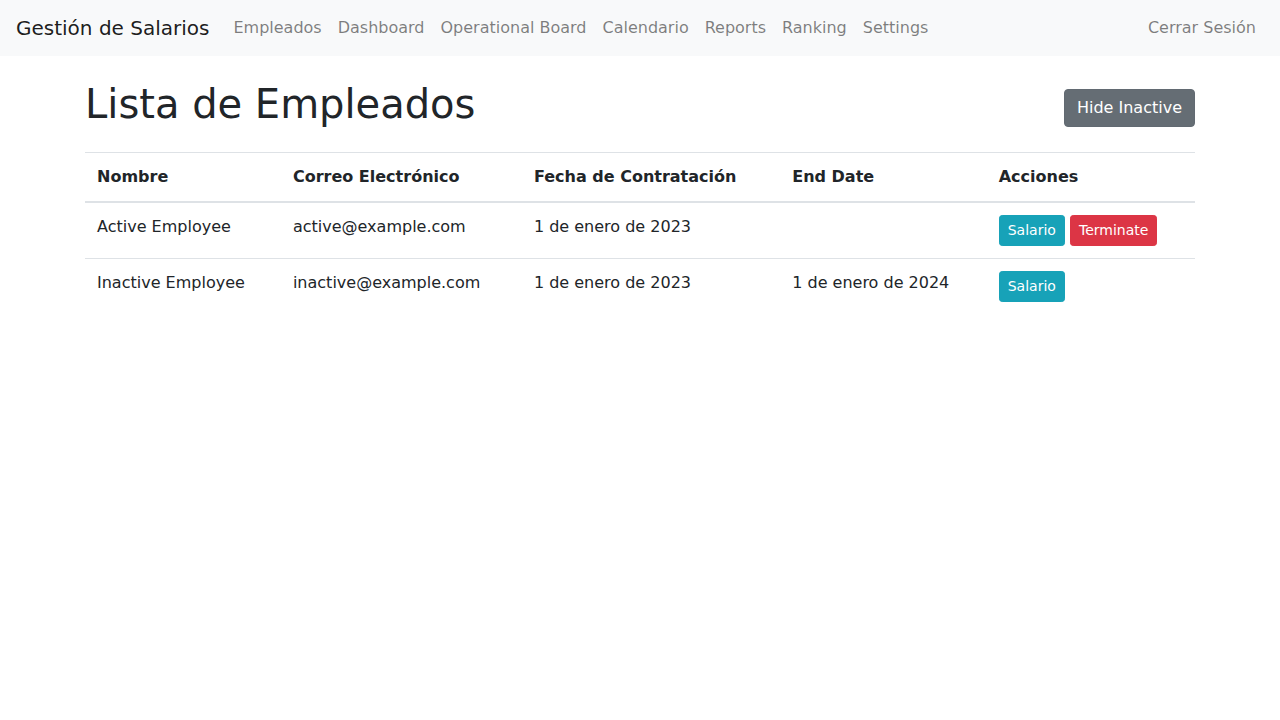 Gestión de Salarios Empleados Dashboard Operational Board Calendario Reports Ranking Settings Cerrar Sesión
Lista de Empleados Hide Inactive
Nombre Correo Electrónico Fecha de Contratación End Date Acciones
Active Employee active@example.com 1 de enero de 2023 Salario Terminate
Inactive Employee inactive@example.com 1 de enero de 2023 1 de enero de 2024 Salario